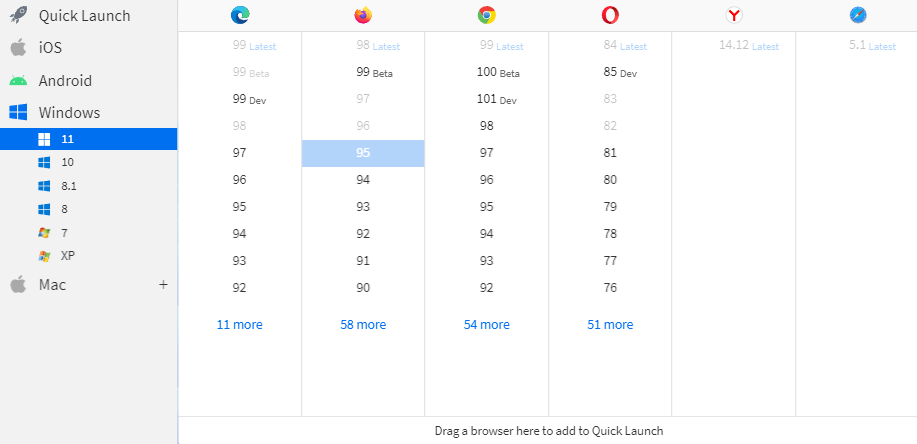 Quick Launch
iOS
Android
Windows
11
10
8.1
8
7
XP
Mac +
99 Latest 98 Latest 99 Latest 84 Latest 14.12 Latest 5.1 Latest
99 Beta 99 Beta 100 Beta 85 Dev
99 Dev 97 101 Dev 83
98 96 98 82
97 95 97 81
96 94 96 80
95 93 95 79
94 92 94 78
93 91 93 77
92 90 92 76
11 more 58 more 54 more 51 more
Drag a browser here to add to Quick Launch